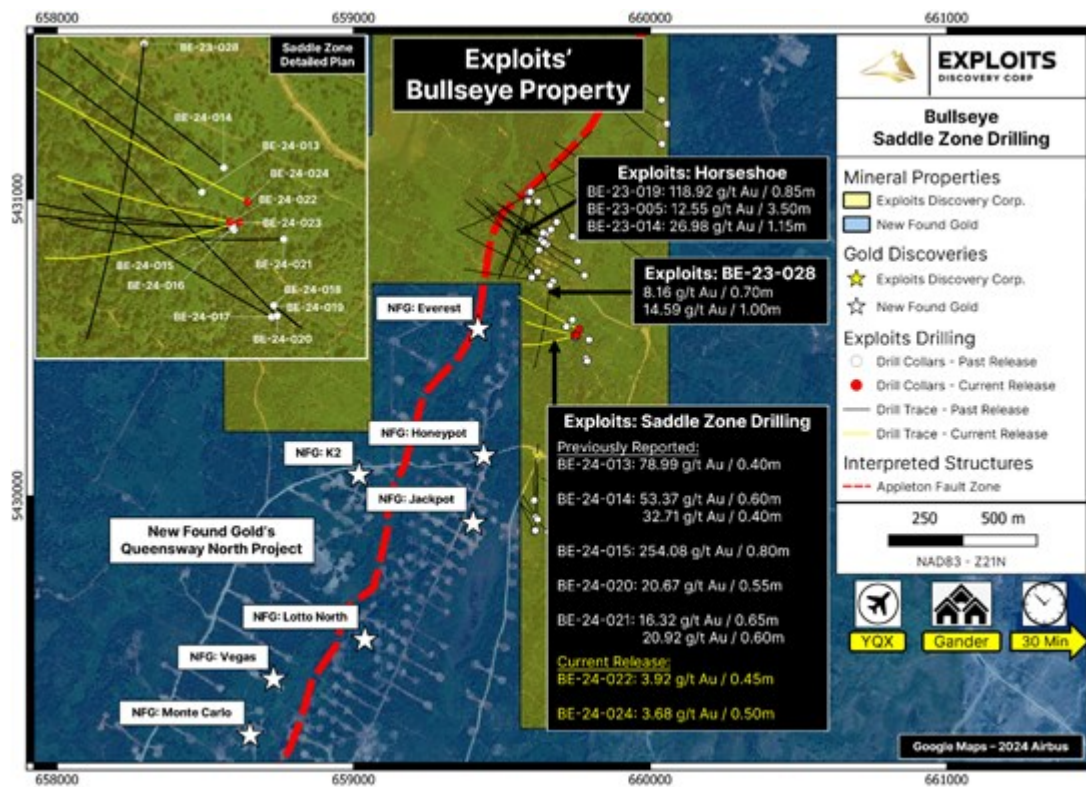 658000
659000
660000
661000
5431000
5430000
Saddle Zone
Detailed Plan
BE-23-028
BE-24-014
BE-24-013
BE-24-024
BE-24-022
BE-24-023
BE-24-015
BE-24-021
BE-24-016
BE-24-018
BE-24-017
BE-24-019
BE-24-020
Exploits'
Bullseye Property
Exploits: Horseshoe
BE-23-019: 118.92 g/t Au / 0.85m
BE-23-005: 12.55 g/t Au / 3.50m
BE-23-014: 26.98 g/t Au / 1.15m
Exploits: BE-23-028
8.16 g/t Au / 0.70m
14.59 g/t Au / 1.00m
NFG: Everest
NFG: Honeypot
NFG: K2
NFG: Jackpot
New Found Gold's
Queensway North Project
NFG: Lotto North
NFG: Vegas
NFG: Monte Carlo
Exploits: Saddle Zone Drilling
Previously Reported:
BE-24-013: 78.99 g/t Au / 0.40m
BE-24-014: 53.37 g/t Au / 0.60m
32.71 g/t Au / 0.40m
BE-24-015: 254.08 g/t Au / 0.80m
BE-24-020: 20.67 g/t Au / 0.55m
BE-24-021: 16.32 g/t Au / 0.65m
20.92 g/t Au / 0.60m
Current Release:
BE-24-022: 3.92 g/t Au / 0.45m
BE-24-024: 3.68 g/t Au / 0.50m
EXPLOITS
DISCOVERY CORP
Bullseye
Saddle Zone Drilling
Mineral Properties
Exploits Discovery Corp.
New Found Gold
Gold Discoveries
Exploits Discovery Corp.
New Found Gold
Exploits Drilling
Drill Collars - Past Release
Drill Collars - Current Release
Drill Trace - Past Release
Drill Trace - Current Release
Interpreted Structures
Appleton Fault Zone
250 500 m
NAD83 - Z21N
YQX
Gander
30 Min.
Google Maps – 2024 Airbus
658000
659000
660000
661000